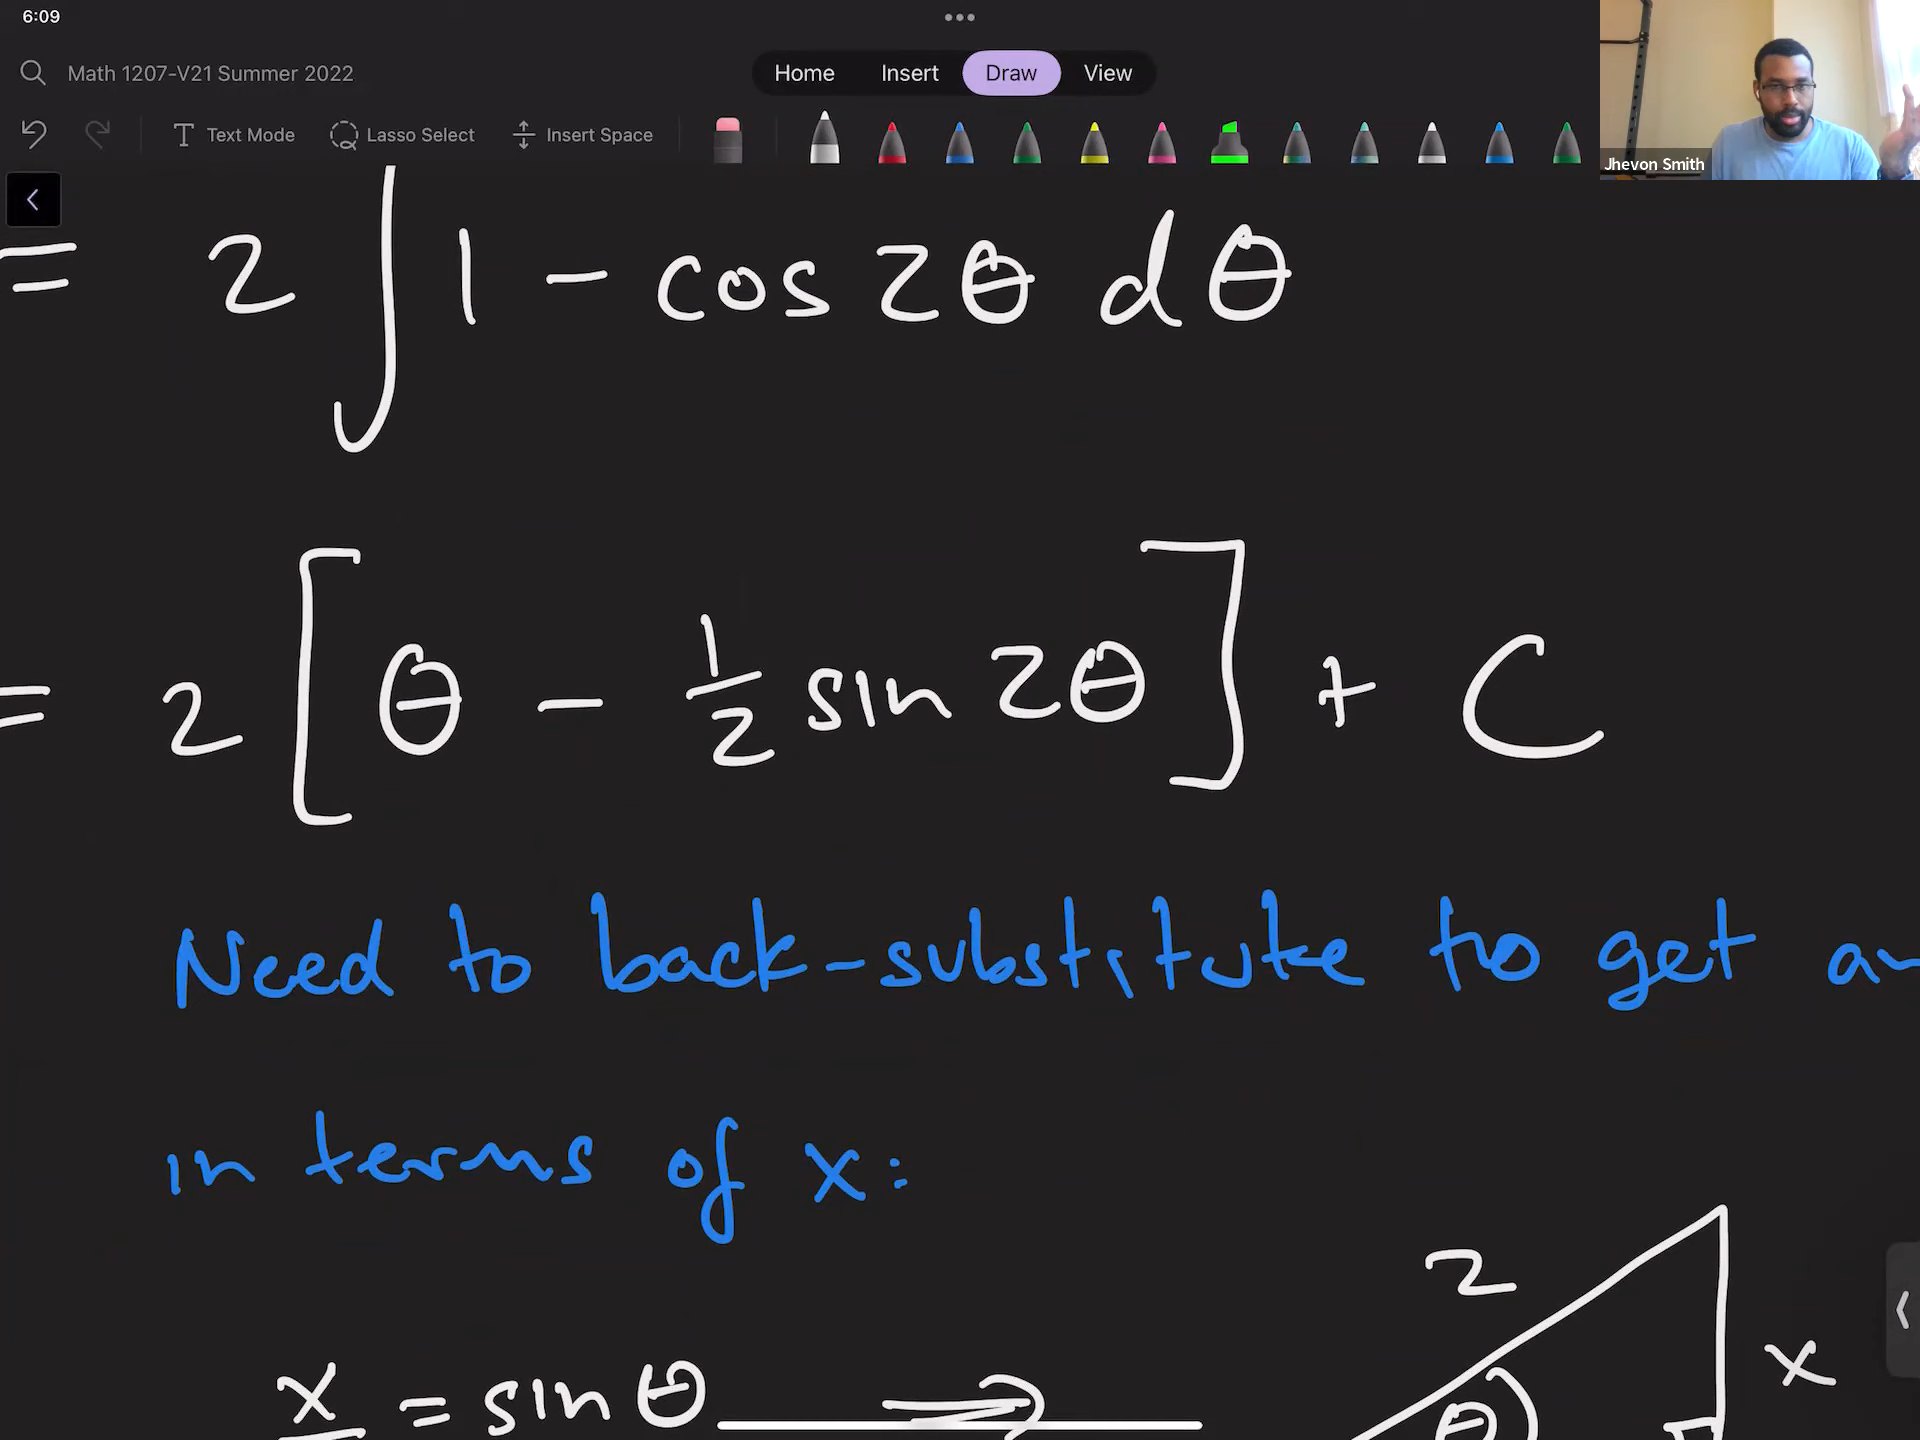 6:09
Math 1207-V21 Summer 2022
Home Insert Draw View
Text Mode Lasso Select Insert Space
Jhevon Smith
= 2 ∫ 1 - cos 2θ dθ
= 2 [ θ - 1/2 sin 2θ ] + C
Need to back-substitute to get
in terms of x:
2
x = sin θ ⇒
x
θ